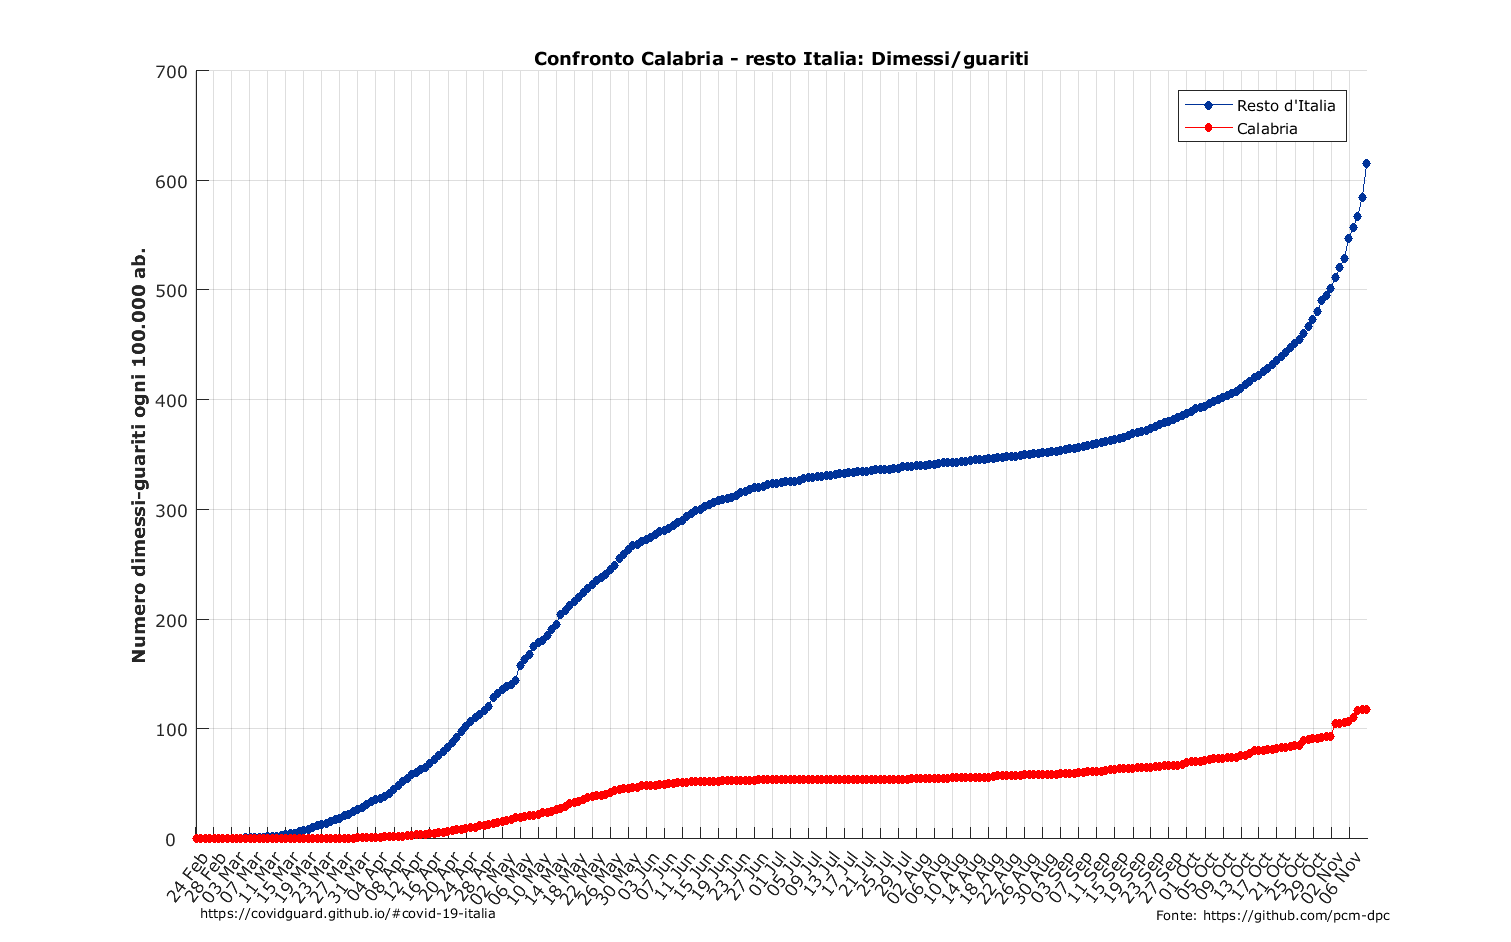 Confronto Calabria - resto Italia: Dimessi/guariti
Resto d'Italia
Calabria
Numero dimessi-guariti ogni 100.000 ab.
700
600
500
400
300
200
100
0
24 Feb
28 Feb
03 Mar
07 Mar
11 Mar
15 Mar
19 Mar
23 Mar
27 Mar
31 Mar
04 Apr
08 Apr
12 Apr
16 Apr
20 Apr
24 Apr
28 Apr
02 May
06 May
10 May
14 May
18 May
22 May
26 May
30 May
03 Jun
07 Jun
11 Jun
15 Jun
19 Jun
23 Jun
27 Jun
01 Jul
05 Jul
09 Jul
13 Jul
17 Jul
21 Jul
25 Jul
29 Jul
02 Aug
06 Aug
10 Aug
14 Aug
18 Aug
22 Aug
26 Aug
30 Aug
03 Sep
07 Sep
11 Sep
15 Sep
19 Sep
23 Sep
27 Sep
01 Oct
05 Oct
09 Oct
13 Oct
17 Oct
21 Oct
25 Oct
29 Oct
02 Nov
06 Nov
https://covidguard.github.io/#covid-19-italia
Fonte: https://github.com/pcm-dpc